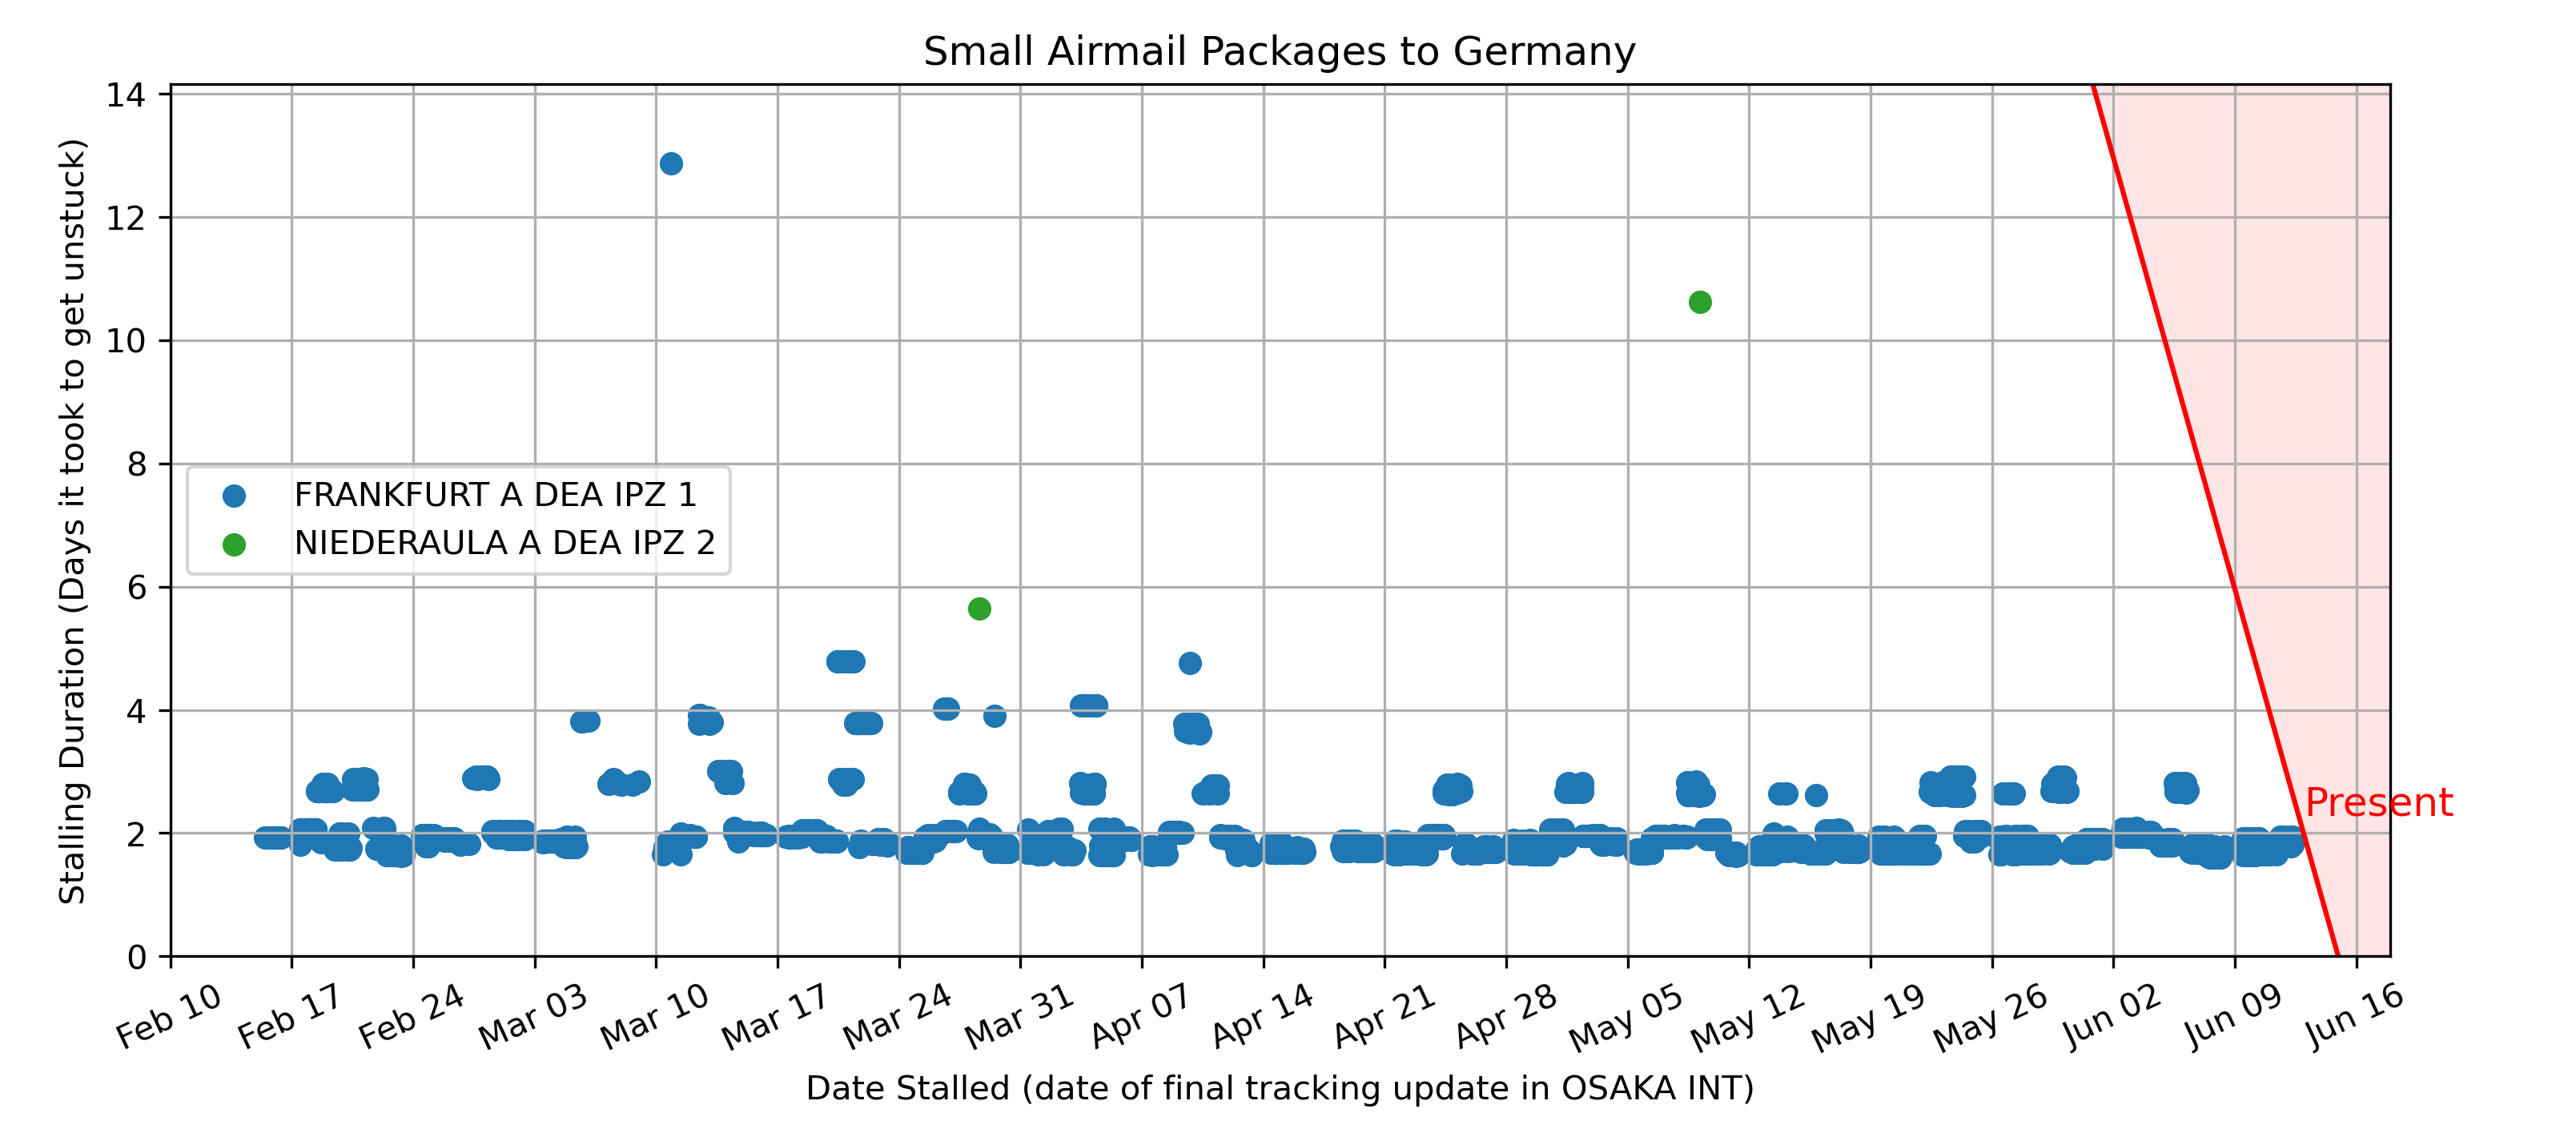 Small Airmail Packages to Germany
Stalling Duration (Days it took to get unstuck)
14
12
10
8
6
4
2
0
FRANKFURT A DEA IPZ 1
NIEDERAULA A DEA IPZ 2
Present
Feb 10
Feb 17
Feb 24
Mar 03
Mar 10
Mar 17
Mar 24
Mar 31
Apr 07
Apr 14
Apr 21
Apr 28
May 05
May 12
May 19
May 26
Jun 02
Jun 09
Jun 16
Date Stalled (date of final tracking update in OSAKA INT)